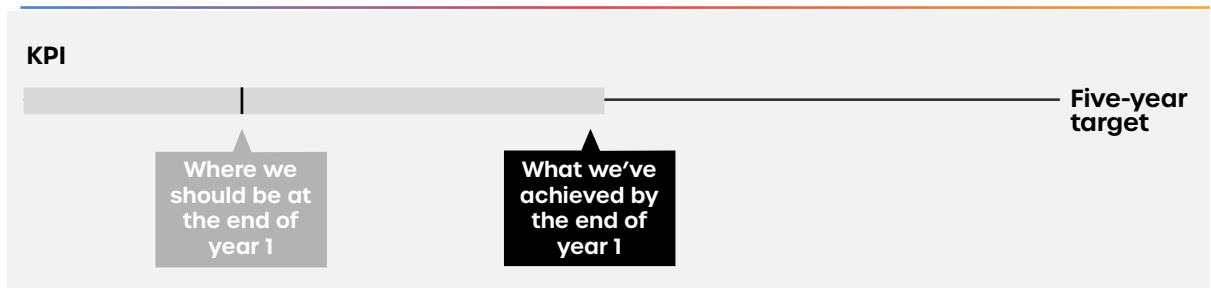 KPI
Five-year
target
Where we
should be at
the end of
year 1
What we’ve
achieved by
the end of
year 1